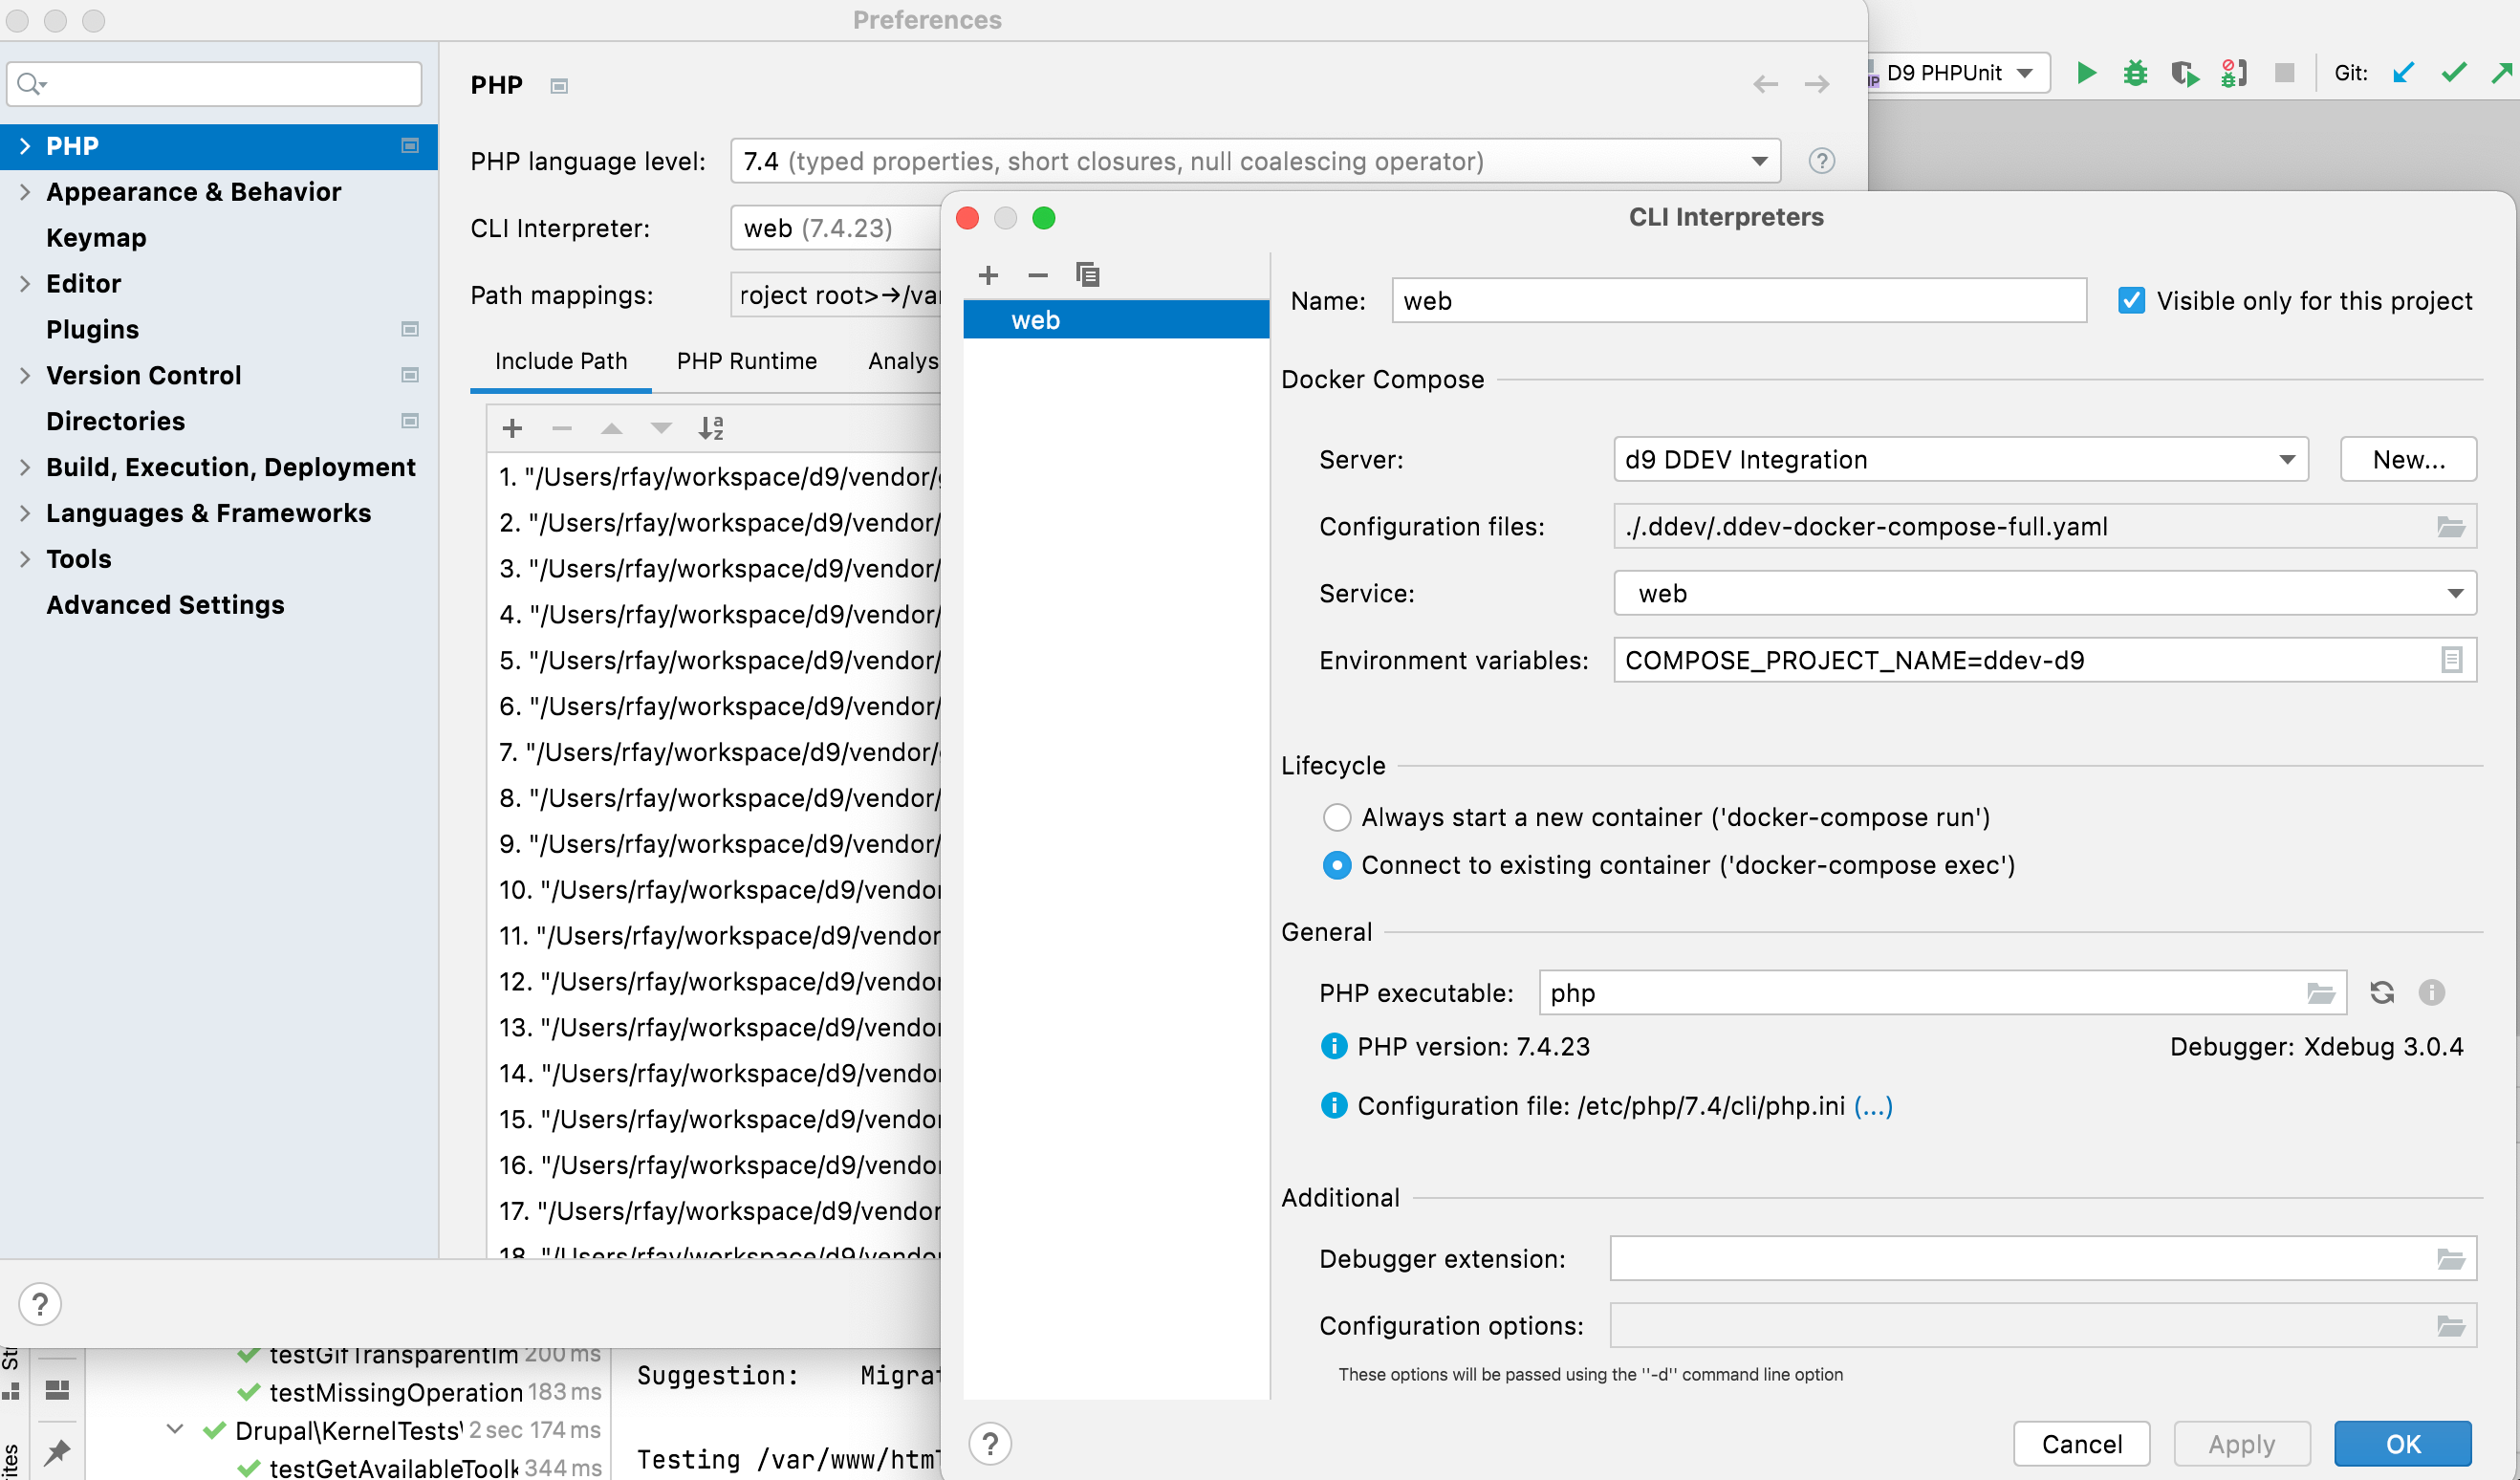 Preferences
PHP
Appearance & Behavior
Keymap
Editor
Plugins
Version Control
Directories
Build, Execution, Deployment
Languages & Frameworks
Tools
Advanced Settings
PHP
PHP language level: 7.4 (typed properties, short closures, null coalescing operator)
CLI Interpreter: web (7.4.23)
Path mappings: roject root>→/var
Include Path PHP Runtime Analys
1. "/Users/rfay/workspace/d9/vendor/
2. "/Users/rfay/workspace/d9/vendor/
3. "/Users/rfay/workspace/d9/vendor/
4. "/Users/rfay/workspace/d9/vendor/
5. "/Users/rfay/workspace/d9/vendor/
6. "/Users/rfay/workspace/d9/vendor/
7. "/Users/rfay/workspace/d9/vendor/
8. "/Users/rfay/workspace/d9/vendor/
9. "/Users/rfay/workspace/d9/vendor/
10. "/Users/rfay/workspace/d9/vendor
11. "/Users/rfay/workspace/d9/vendor
12. "/Users/rfay/workspace/d9/vendor
13. "/Users/rfay/workspace/d9/vendor
14. "/Users/rfay/workspace/d9/vendor
15. "/Users/rfay/workspace/d9/vendor
16. "/Users/rfay/workspace/d9/vendor
17. "/Users/rfay/workspace/d9/vendor
18. "/Users/rfay/workspace/d9/vendor
D9 PHPUnit Git:
CLI Interpreters
web
Name: web Visible only for this project
Docker Compose
Server: d9 DDEV Integration New...
Configuration files: ./.ddev/.ddev-docker-compose-full.yaml
Service: web
Environment variables: COMPOSE_PROJECT_NAME=ddev-d9
Lifecycle
Always start a new container ('docker-compose run')
Connect to existing container ('docker-compose exec')
General
PHP executable: php
PHP version: 7.4.23 Debugger: Xdebug 3.0.4
Configuration file: /etc/php/7.4/cli/php.ini (...)
Additional
Debugger extension:
Configuration options:
These options will be passed using the ''-d'' command line option
Cancel Apply OK
testGifTransparentIm 200 ms
testMissingOperation 183 ms
Drupal\KernelTests\ 2 sec 174 ms
testGetAvailableToolk 344 ms
Suggestion: Migrat
Testing /var/www/html